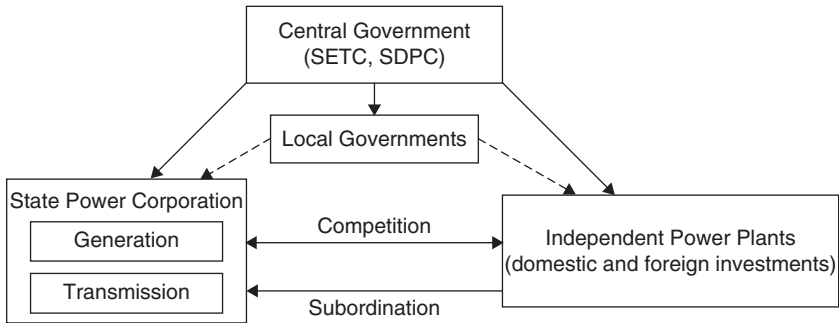 Central Government
(SETC, SDPC)
Local Governments
State Power Corporation
Generation
Transmission
Competition
Subordination
Independent Power Plants
(domestic and foreign investments)